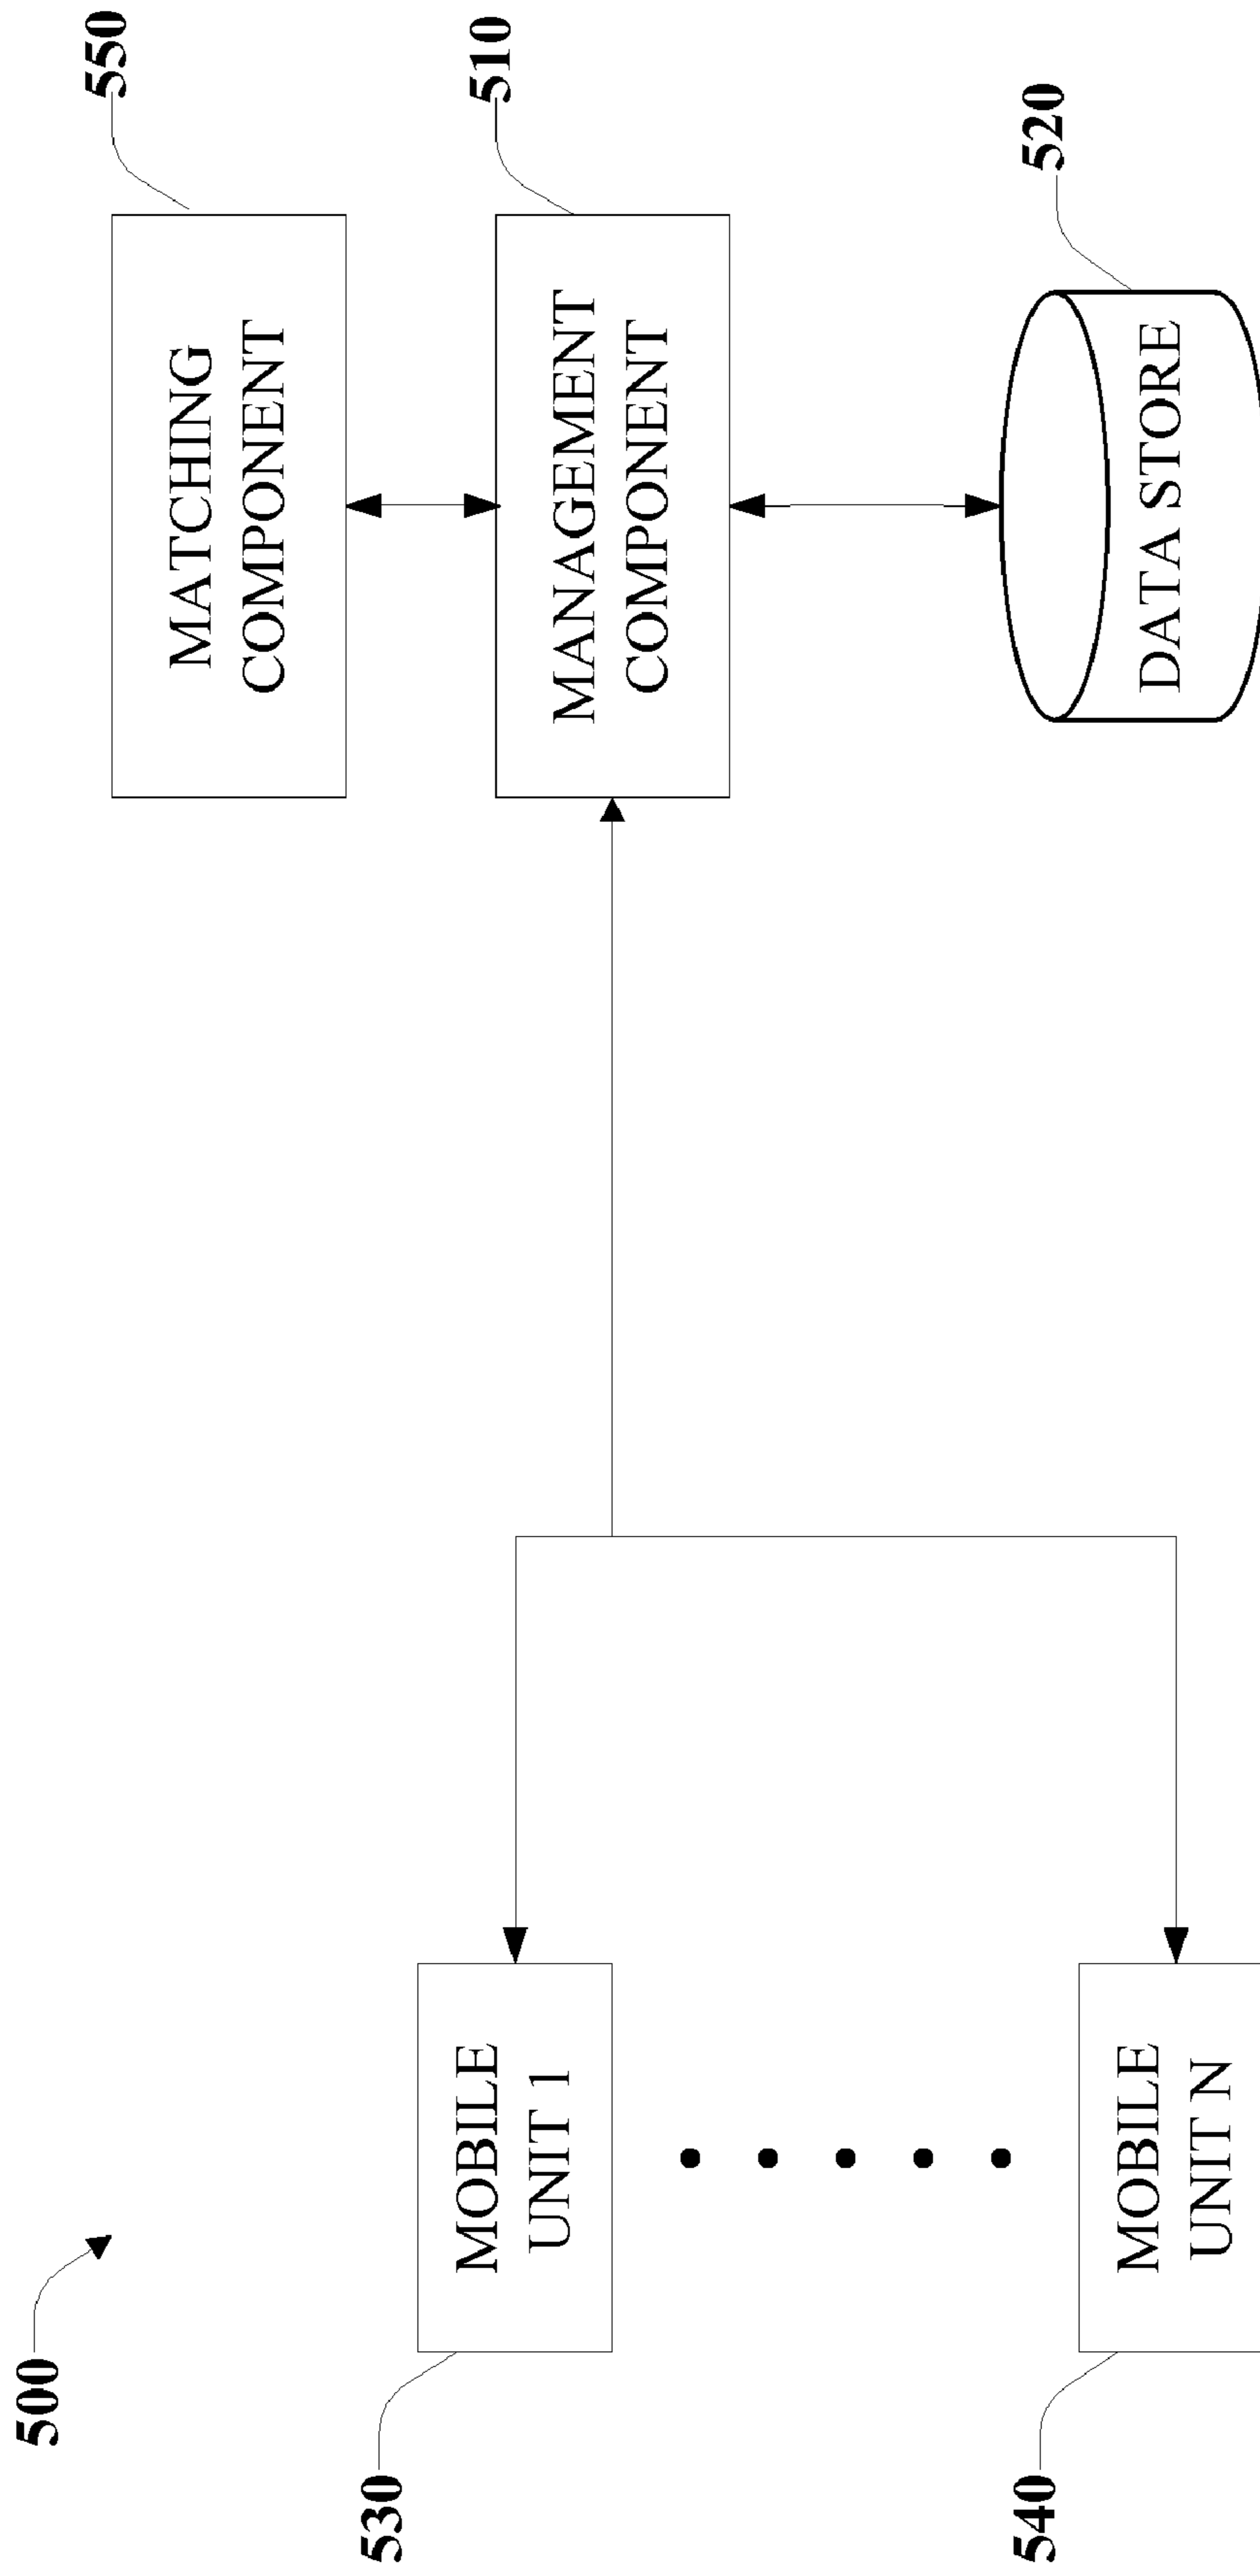 500
530
MOBILE
UNIT 1
540
MOBILE
UNIT N
550
MATCHING
COMPONENT
510
MANAGEMENT
COMPONENT
520
DATA STORE